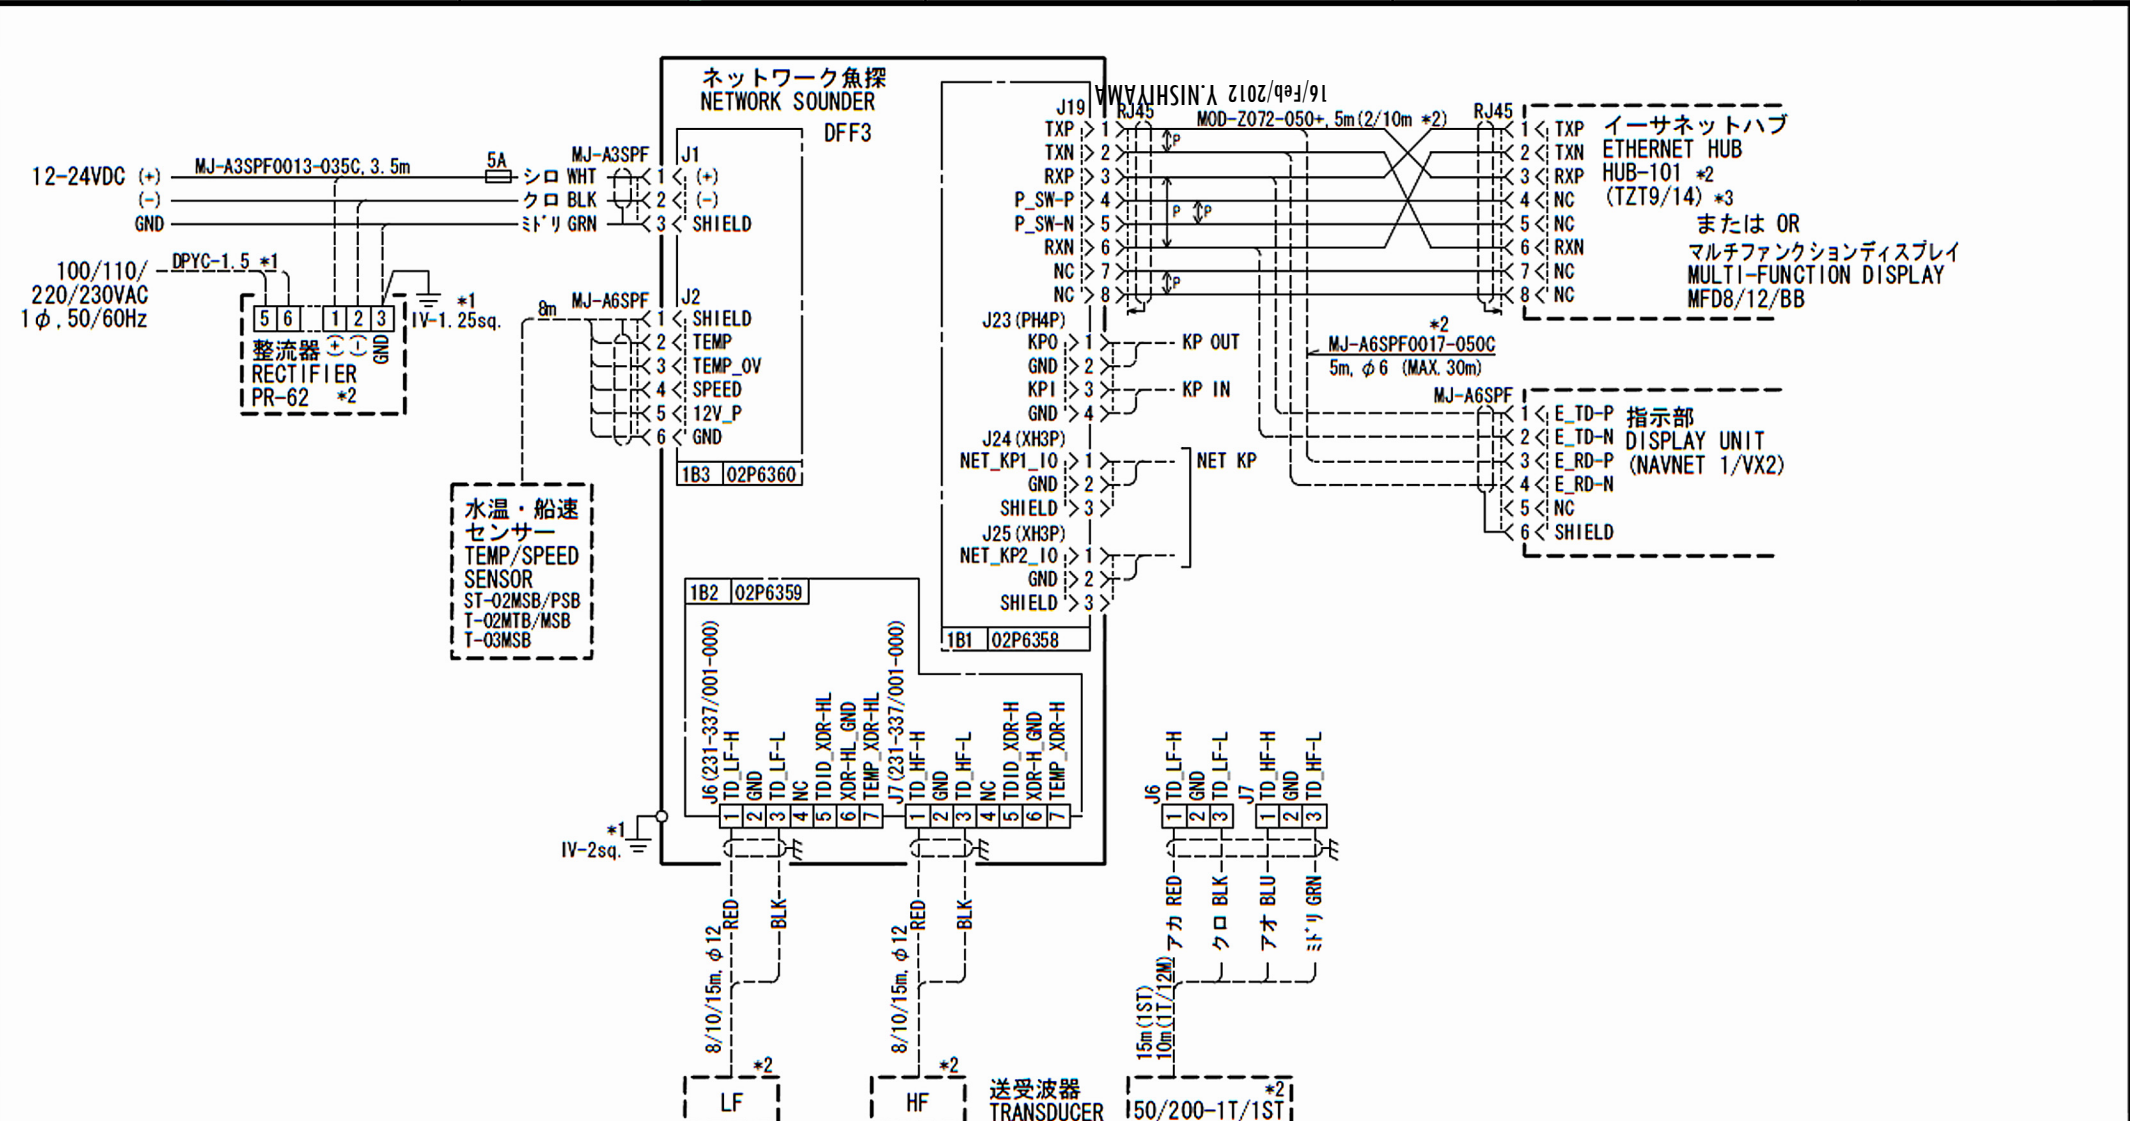 ネットワーク魚探
NETWORK SOUNDER
DFF3
16/Feb/2012 Y.NISHIYAMA
12-24VDC (+)
(-)
GND
MJ-A3SPF0013-035C, 3.5m
5A
シロ WHT
クロ BLK
ミドリ GRN
MJ-A3SPF
J1
1 (+)
2 (-)
3 SHIELD
100/110/
220/230VAC
1φ, 50/60Hz
DPYC-1.5 *1
5 6 1 2 3
(+) (-) GND
整流器
RECTIFIER
PR-62 *2
*1
IV-1.25sq.
8m
MJ-A6SPF
J2
1 SHIELD
2 TEMP
3 TEMP_0V
4 SPEED
5 12V_P
6 GND
1B3 02P6360
水温・船速
センサー
TEMP/SPEED
SENSOR
ST-02MSB/PSB
T-02MTB/MSB
T-03MSB
J19
RJ45
TXP 1
TXN 2
RXP 3
P_SW-P 4
P_SW-N 5
RXN 6
NC 7
NC 8
P
P P
P
MOD-Z072-050+, 5m(2/10m *2)
RJ45
1 TXP
2 TXN
3 RXP
4 NC
5 NC
6 RXN
7 NC
8 NC
イーサネットハブ
ETHERNET HUB
HUB-101 *2
(TZT9/14) *3
または OR
マルチファンクションディスプレイ
MULTI-FUNCTION DISPLAY
MFD8/12/BB
J23(PH4P)
KPO 1
GND 2
KPI 3
GND 4
KP OUT
KP IN
J24(XH3P)
NET_KP1_IO 1
GND 2
SHIELD 3
NET KP
J25(XH3P)
NET_KP2_IO 1
GND 2
SHIELD 3
1B1 02P6358
*2
MJ-A6SPF0017-050C
5m, φ6 (MAX. 30m)
MJ-A6SPF
1 E_TD-P
2 E_TD-N
3 E_RD-P
4 E_RD-N
5 NC
6 SHIELD
指示部
DISPLAY UNIT
(NAVNET 1/VX2)
1B2 02P6359
J6(231-337/001-000)
1 TD_LF-H
2 GND
3 TD_LF-L
4 NC
5 TDID_XDR-HL
6 XDR-HL_GND
7 TEMP_XDR-HL
J7(231-337/001-000)
1 TD_HF-H
2 GND
3 TD_HF-L
4 NC
5 TDID_XDR-H
6 XDR-H_GND
7 TEMP_XDR-H
*1
IV-2sq.
8/10/15m, φ12
RED
BLK
8/10/15m, φ12
RED
BLK
J6
1 TD_LF-H
2 GND
3 TD_LF-L
J7
1 TD_HF-H
2 GND
3 TD_HF-L
アカ RED
クロ BLK
アオ BLU
ミドリ GRN
15m(1ST)
10m(1T/12M)
*2
LF
*2
HF
送受波器
TRANSDUCER
*2
50/200-1T/1ST